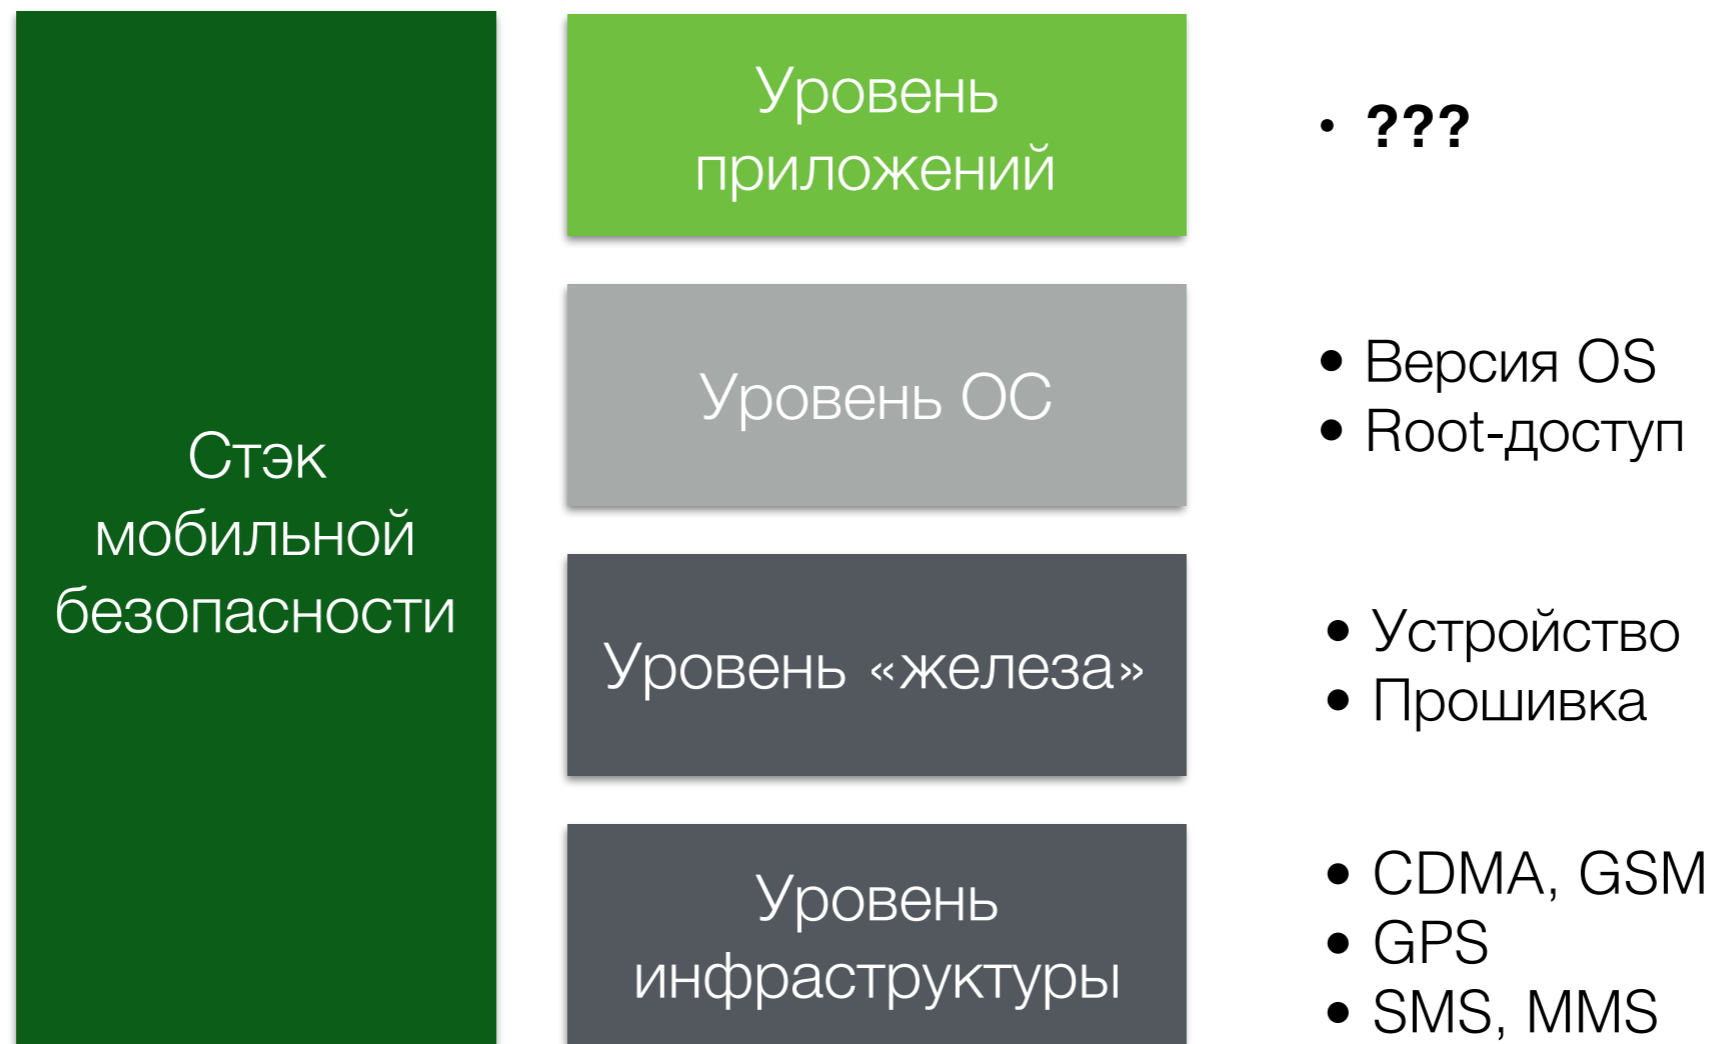 Стэк
мобильной
безопасности
Уровень
приложений
• ???
Уровень ОС
• Версия OS
• Root-доступ
Уровень «железа»
• Устройство
• Прошивка
Уровень
инфраструктуры
• CDMA, GSM
• GPS
• SMS, MMS